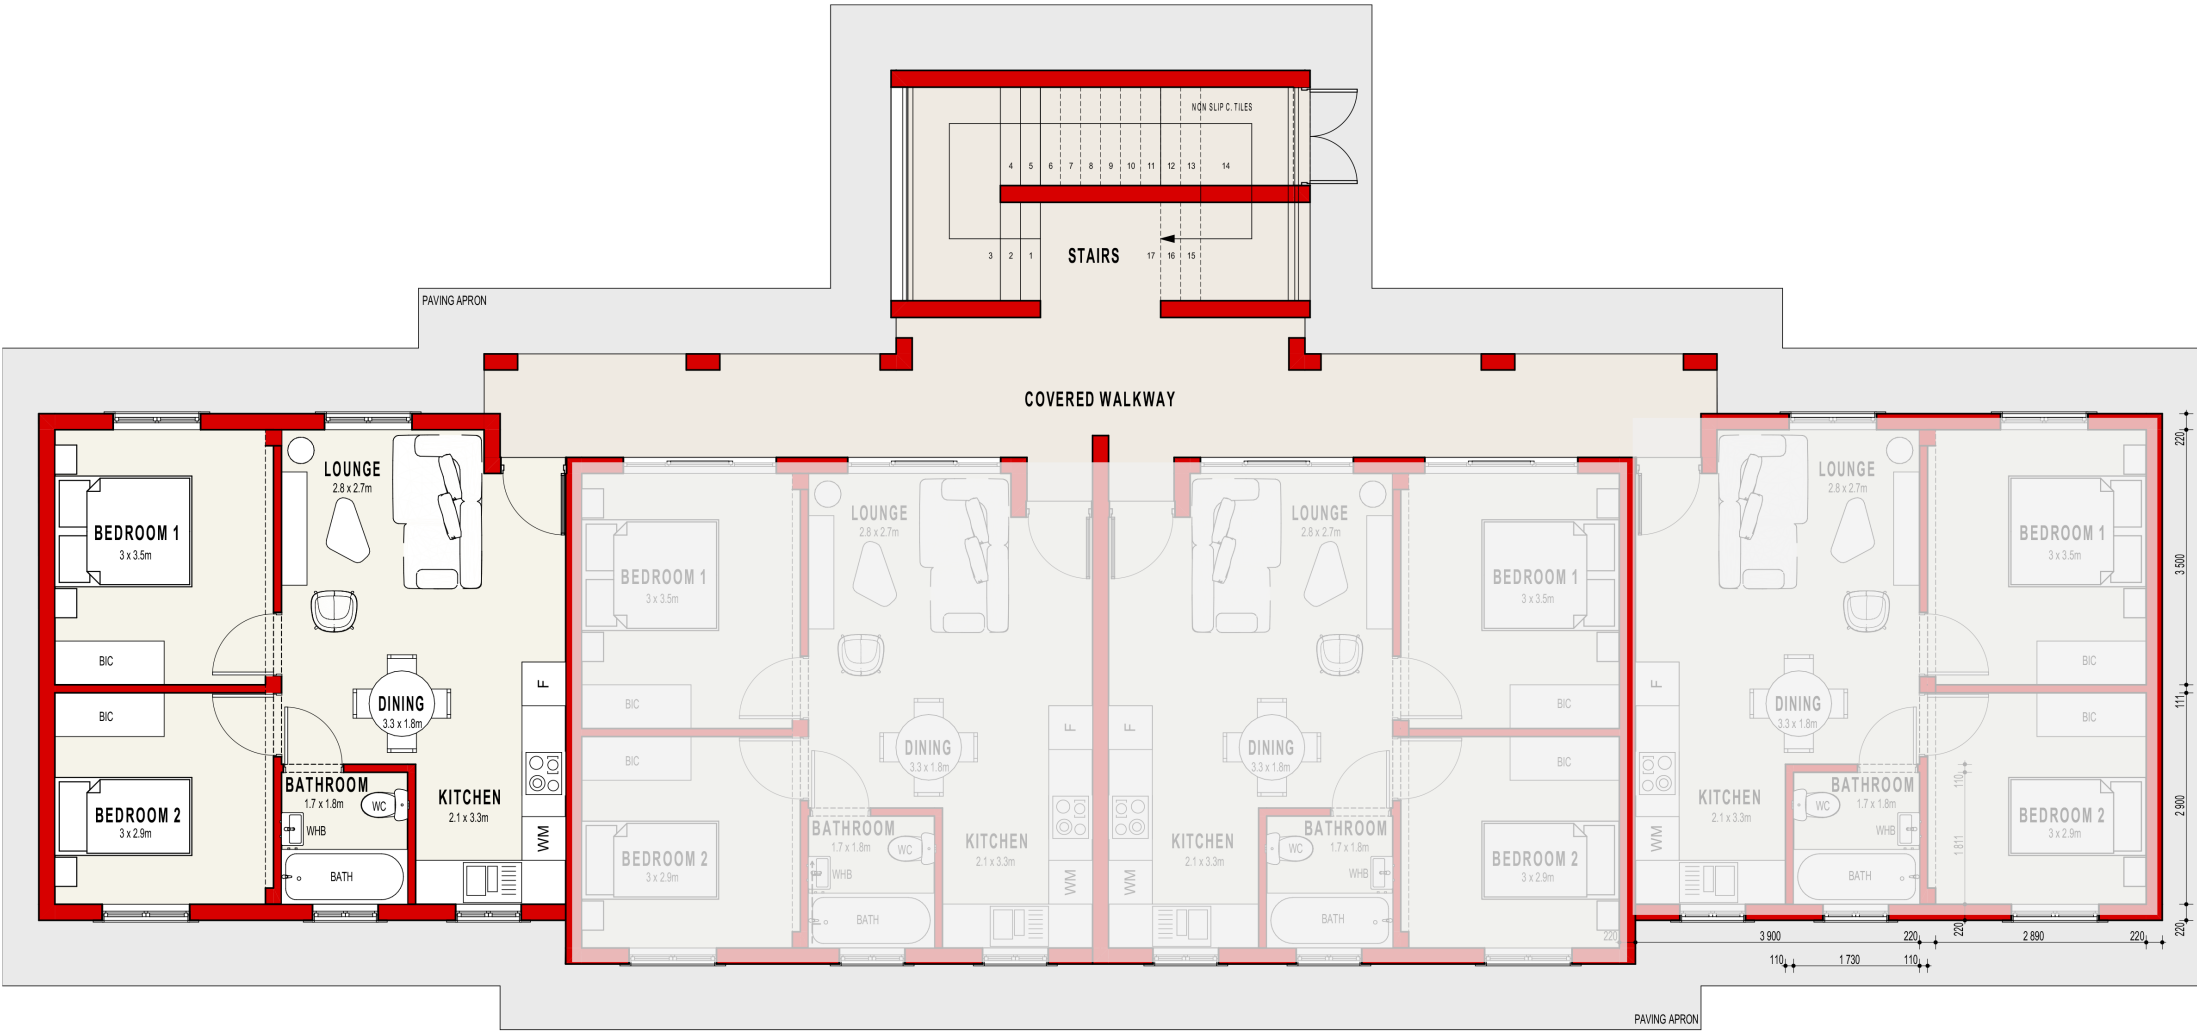 NON SLIP C. TILES
4 5 6 7 8 9 10 11 12 13 14
STAIRS
3 2 1 17 16 15
PAVING APRON
COVERED WALKWAY
LOUNGE
2.8 x 2.7m
BEDROOM 1
3 x 3.5m
BIC
BIC
DINING
3.3 x 1.8m
F
BEDROOM 2
3 x 2.9m
BATHROOM
1.7 x 1.8m
WC
WHB
BATH
KITCHEN
2.1 x 3.3m
WM
LOUNGE
2.8 x 2.7m
BEDROOM 1
3 x 3.5m
BIC
BIC
DINING
3.3 x 1.8m
F
BEDROOM 2
3 x 2.9m
BATHROOM
1.7 x 1.8m
WC
WHB
BATH
KITCHEN
2.1 x 3.3m
WM
LOUNGE
2.8 x 2.7m
BEDROOM 1
3 x 3.5m
BIC
BIC
F
DINING
3.3 x 1.8m
KITCHEN
2.1 x 3.3m
WM
BATHROOM
1.7 x 1.8m
WC
WHB
BATH
BEDROOM 2
3 x 2.9m
LOUNGE
2.8 x 2.7m
BEDROOM 1
3 x 3.5m
BIC
BIC
F
DINING
3.3 x 1.8m
KITCHEN
2.1 x 3.3m
WM
BATHROOM
1.7 x 1.8m
WC
WHB
BATH
BEDROOM 2
3 x 2.9m
110
1 811
220
220
3 500
111
2 900
220
220 3 900 220 2 890 220
110 1 730 110
PAVING APRON